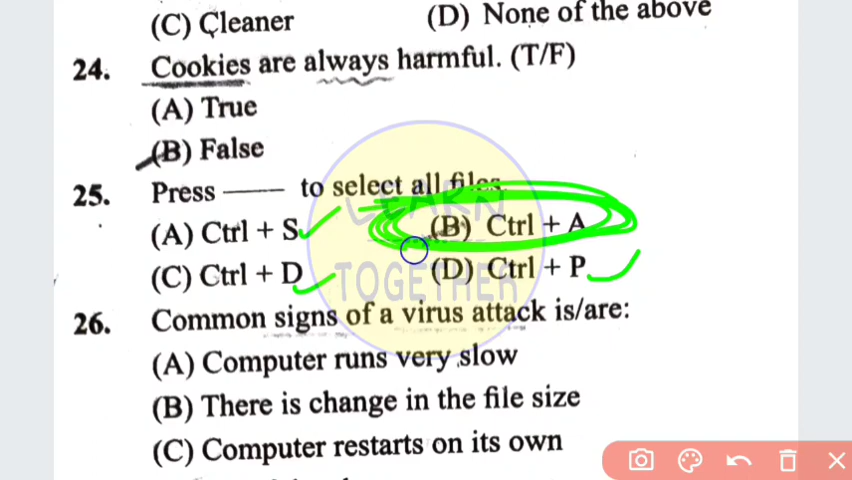 (C) Cleaner (D) None of the above
24. Cookies are always harmful. (T/F)
(A) True
(B) False
25. Press —— to select all files.
(A) Ctrl + S (B) Ctrl + A
(C) Ctrl + D (D) Ctrl + P
LEARN
TOGETHER
26. Common signs of a virus attack is/are:
(A) Computer runs very slow
(B) There is change in the file size
(C) Computer restarts on its own